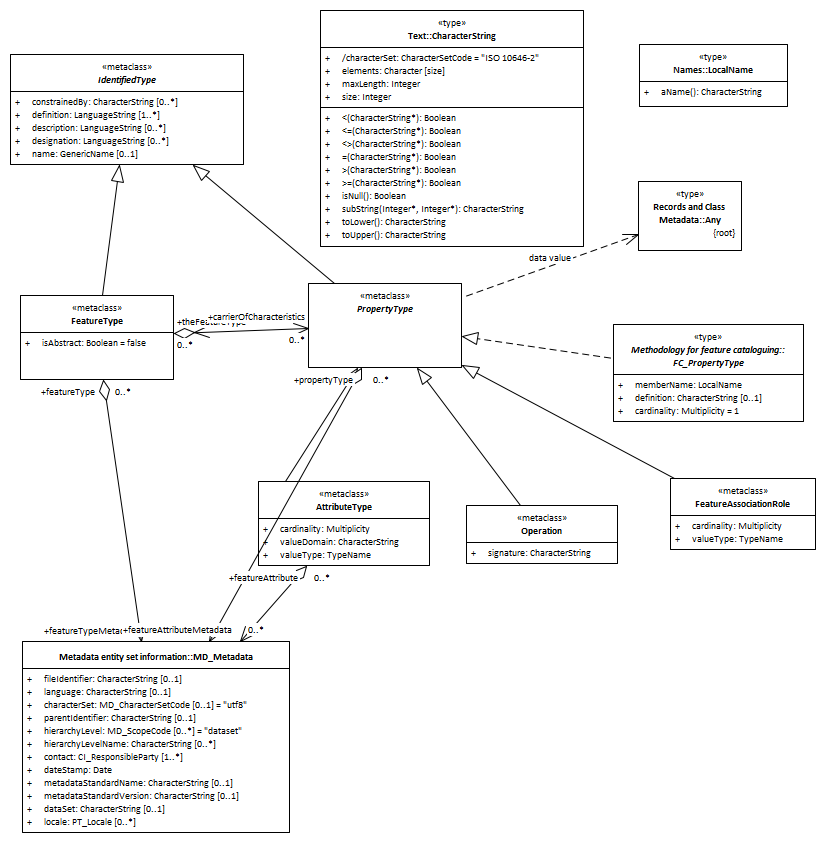 «type»
Text::CharacterString
+ /characterSet: CharacterSetCode = "ISO 10646-2"
+ elements: Character [size]
+ maxLength: Integer
+ size: Integer
+ <(CharacterString*): Boolean
+ <=(CharacterString*): Boolean
+ <>(CharacterString*): Boolean
+ =(CharacterString*): Boolean
+ >(CharacterString*): Boolean
+ >=(CharacterString*): Boolean
+ isNull(): Boolean
+ subString(Integer*, Integer*): CharacterString
+ toLower(): CharacterString
+ toUpper(): CharacterString
«metaclass»
IdentifiedType
+ constrainedBy: CharacterString [0..*]
+ definition: LanguageString [1..*]
+ description: LanguageString [0..*]
+ designation: LanguageString [0..*]
+ name: GenericName [0..1]
«type»
Names::LocalName
+ aName(): CharacterString
«type»
Records and Class
Metadata::Any
{root}
data value
«metaclass»
FeatureType
+ isAbstract: Boolean = false
+carrierOfCharacteristics
0..*
0..*
«metaclass»
PropertyType
«type»
Methodology for feature cataloguing::
FC_PropertyType
+ memberName: LocalName
+ definition: CharacterString [0..1]
+ cardinality: Multiplicity = 1
+featureType 0..*
+propertyType 0..*
«metaclass»
AttributeType
+ cardinality: Multiplicity
+ valueDomain: CharacterString
+ valueType: TypeName
«metaclass»
Operation
+ signature: CharacterString
«metaclass»
FeatureAssociationRole
+ cardinality: Multiplicity
+ valueType: TypeName
+featureAttribute 0..*
+featureAttributeMetadata 0..*
Metadata entity set information::MD_Metadata
+ fileIdentifier: CharacterString [0..1]
+ language: CharacterString [0..1]
+ characterSet: MD_CharacterSetCode [0..1] = "utf8"
+ parentIdentifier: CharacterString [0..1]
+ hierarchyLevel: MD_ScopeCode [0..*] = "dataset"
+ hierarchyLevelName: CharacterString [0..*]
+ contact: CI_ResponsibleParty [1..*]
+ dateStamp: Date
+ metadataStandardName: CharacterString [0..1]
+ metadataStandardVersion: CharacterString [0..1]
+ dataSet: CharacterString [0..1]
+ locale: PT_Locale [0..*]